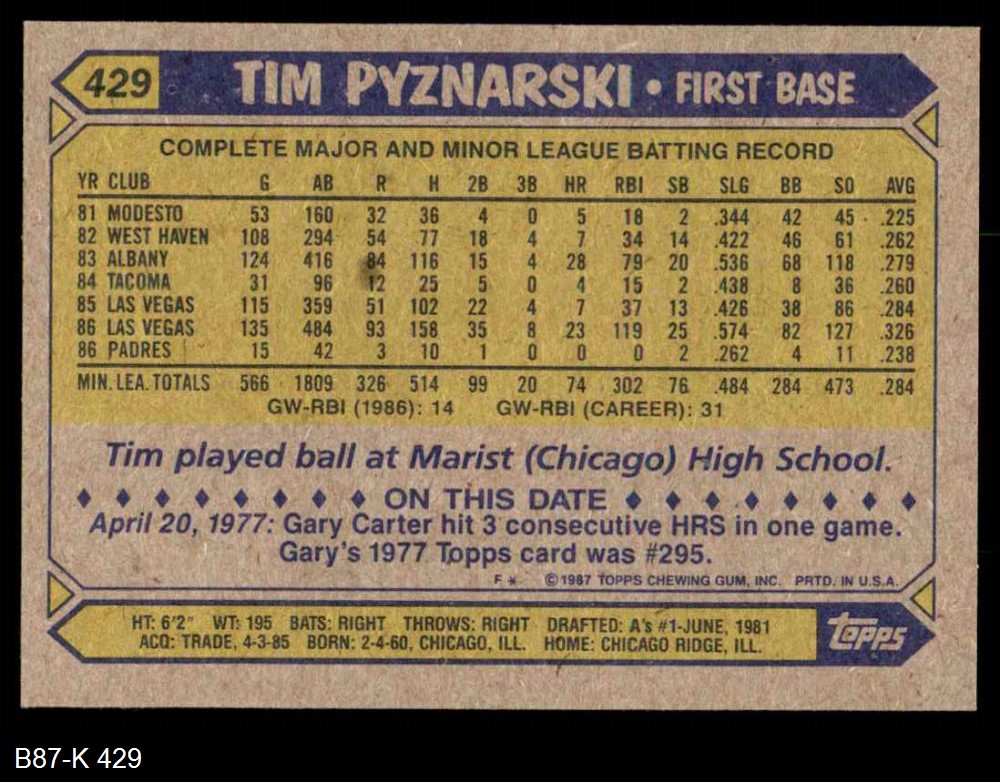 429 TIM PYZNARSKI • FIRST BASE
COMPLETE MAJOR AND MINOR LEAGUE BATTING RECORD
YR CLUB G AB R H 2B 3B HR RBI SB SLG BB SO AVG
81 MODESTO 53 160 32 36 4 0 5 18 2 .344 42 45 .225
82 WEST HAVEN 108 294 54 77 18 4 7 34 14 .422 46 61 .262
83 ALBANY 124 416 84 116 15 4 28 79 20 .536 68 118 .279
84 TACOMA 31 96 12 25 5 0 4 15 2 .438 8 36 .260
85 LAS VEGAS 115 359 51 102 22 4 7 37 13 .426 38 86 .284
86 LAS VEGAS 135 484 93 158 35 8 23 119 25 .574 82 127 .326
86 PADRES 15 42 3 10 1 0 0 0 2 .262 4 11 .238
MIN. LEA. TOTALS 566 1809 326 514 99 20 74 302 76 .484 284 473 .284
GW-RBI (1986): 14 GW-RBI (CAREER): 31
Tim played ball at Marist (Chicago) High School.
♦ ♦ ♦ ♦ ♦ ♦ ♦ ♦ ON THIS DATE ♦ ♦ ♦ ♦ ♦ ♦ ♦ ♦
April 20, 1977: Gary Carter hit 3 consecutive HRS in one game.
Gary's 1977 Topps card was #295.
F * © 1987 TOPPS CHEWING GUM, INC. PRTD. IN U.S.A.
HT: 6'2" WT: 195 BATS: RIGHT THROWS: RIGHT DRAFTED: A's #1-JUNE, 1981
ACQ: TRADE, 4-3-85 BORN: 2-4-60, CHICAGO, ILL. HOME: CHICAGO RIDGE, ILL.
topps
B87-K 429